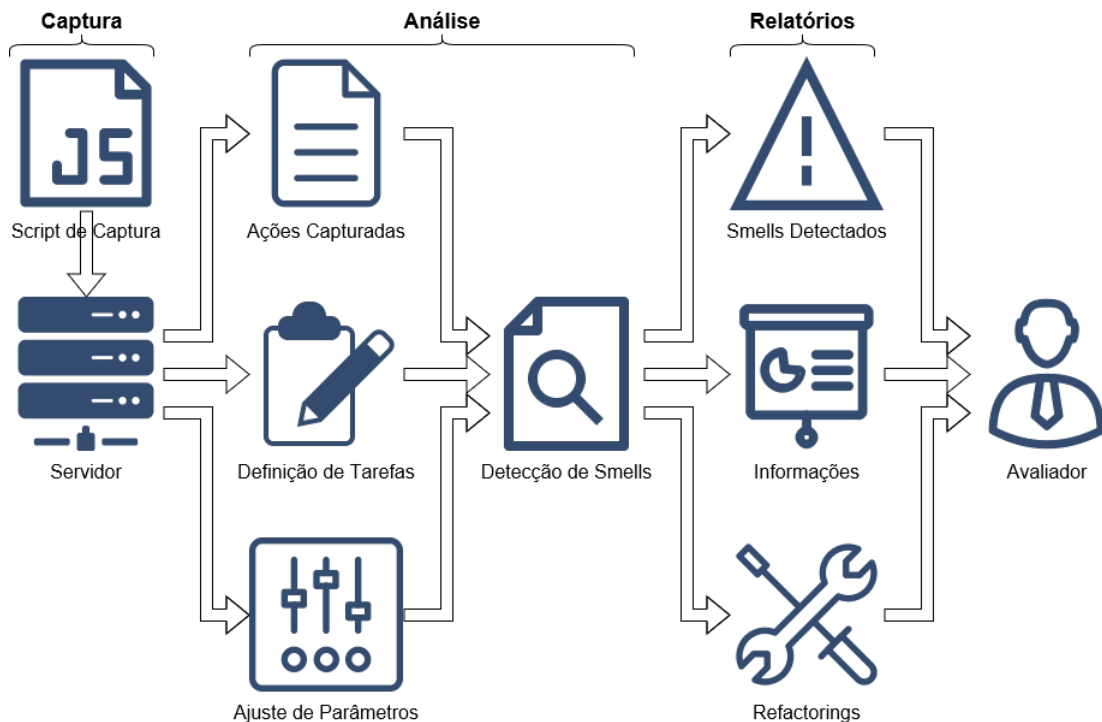 Captura
Análise
Relatórios
JS
Script de Captura
Ações Capturadas
Smells Detectados
Servidor
Definição de Tarefas
Detecção de Smells
Informações
Avaliador
Ajuste de Parâmetros
Refactorings